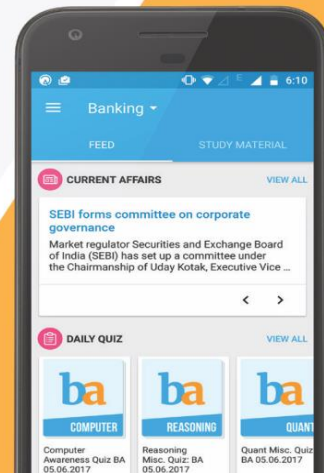 E 6:10
Banking
FEED STUDY MATERIAL
CURRENT AFFAIRS VIEW ALL
SEBI forms committee on corporate
governance
Market regulator Securities and Exchange Board
of India (SEBI) has set up a committee under
the Chairmanship of Uday Kotak, Executive Vice ...
DAILY QUIZ VIEW ALL
ba ba ba
COMPUTER REASONING QUANT
Computer
Awareness Quiz BA
05.06.2017
Reasoning
Misc. Quiz: BA
05.06.2017
Quant Misc. Quiz
BA 05.06.2017